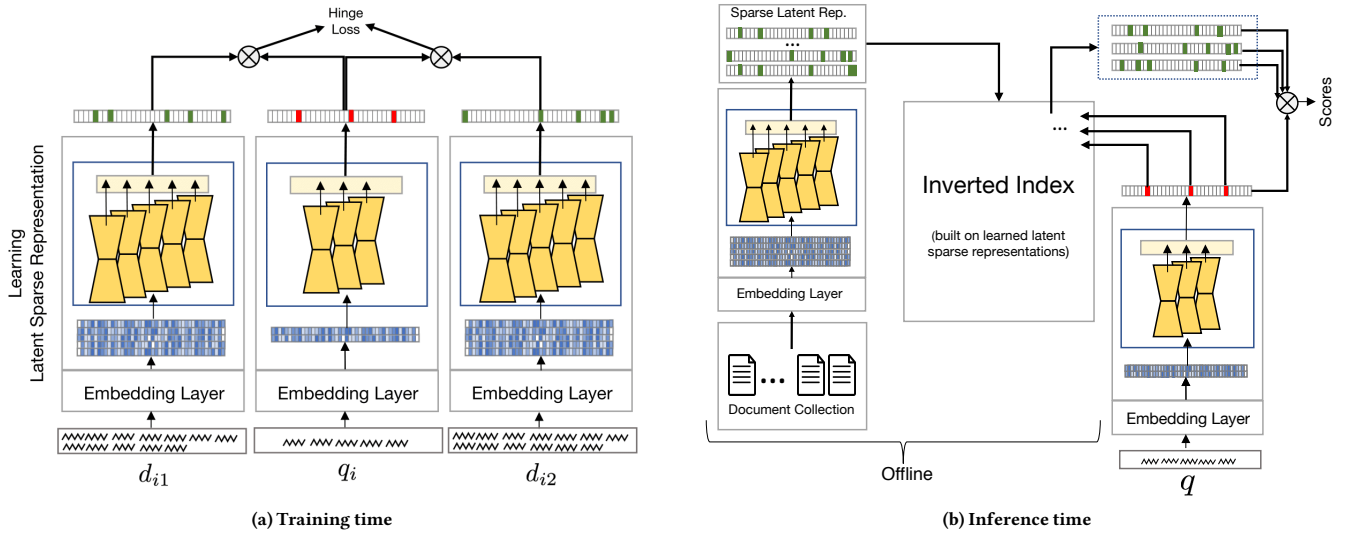 Hinge
Loss
Learning
Latent Sparse Representation
Embedding Layer
Embedding Layer
Embedding Layer
d_{i1}
q_i
d_{i2}
(a) Training time
Sparse Latent Rep.
...
Embedding Layer
...
Document Collection
Inverted Index
(built on learned latent
sparse representations)
...
Scores
Embedding Layer
q
Offline
(b) Inference time